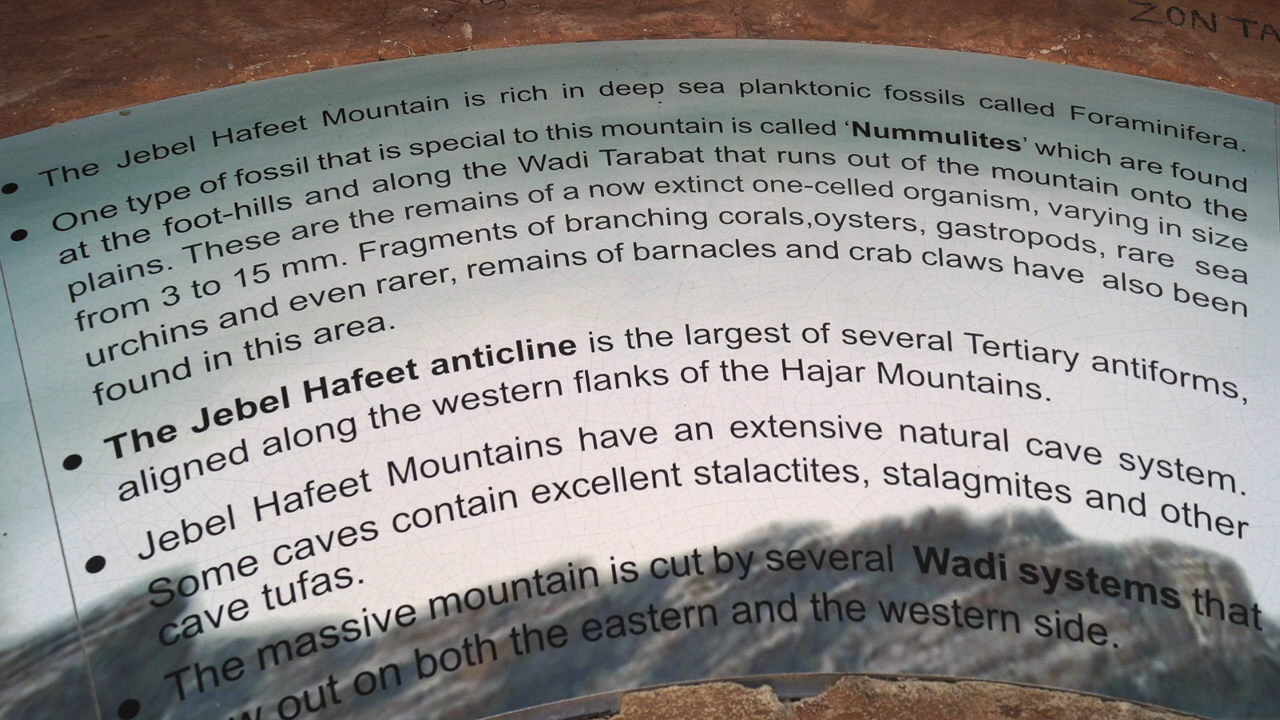 ZON TA
• The Jebel Hafeet Mountain is rich in deep sea planktonic fossils called Foraminifera.
• One type of fossil that is special to this mountain is called ‘Nummulites’ which are found
at the foot-hills and along the Wadi Tarabat that runs out of the mountain onto the
plains. These are the remains of a now extinct one-celled organism, varying in size
from 3 to 15 mm. Fragments of branching corals,oysters, gastropods, rare sea
urchins and even rarer, remains of barnacles and crab claws have also been
found in this area.
• The Jebel Hafeet anticline is the largest of several Tertiary antiforms,
aligned along the western flanks of the Hajar Mountains.
• Jebel Hafeet Mountains have an extensive natural cave system.
Some caves contain excellent stalactites, stalagmites and other
cave tufas.
• The massive mountain is cut by several Wadi systems that
out on both the eastern and the western side.